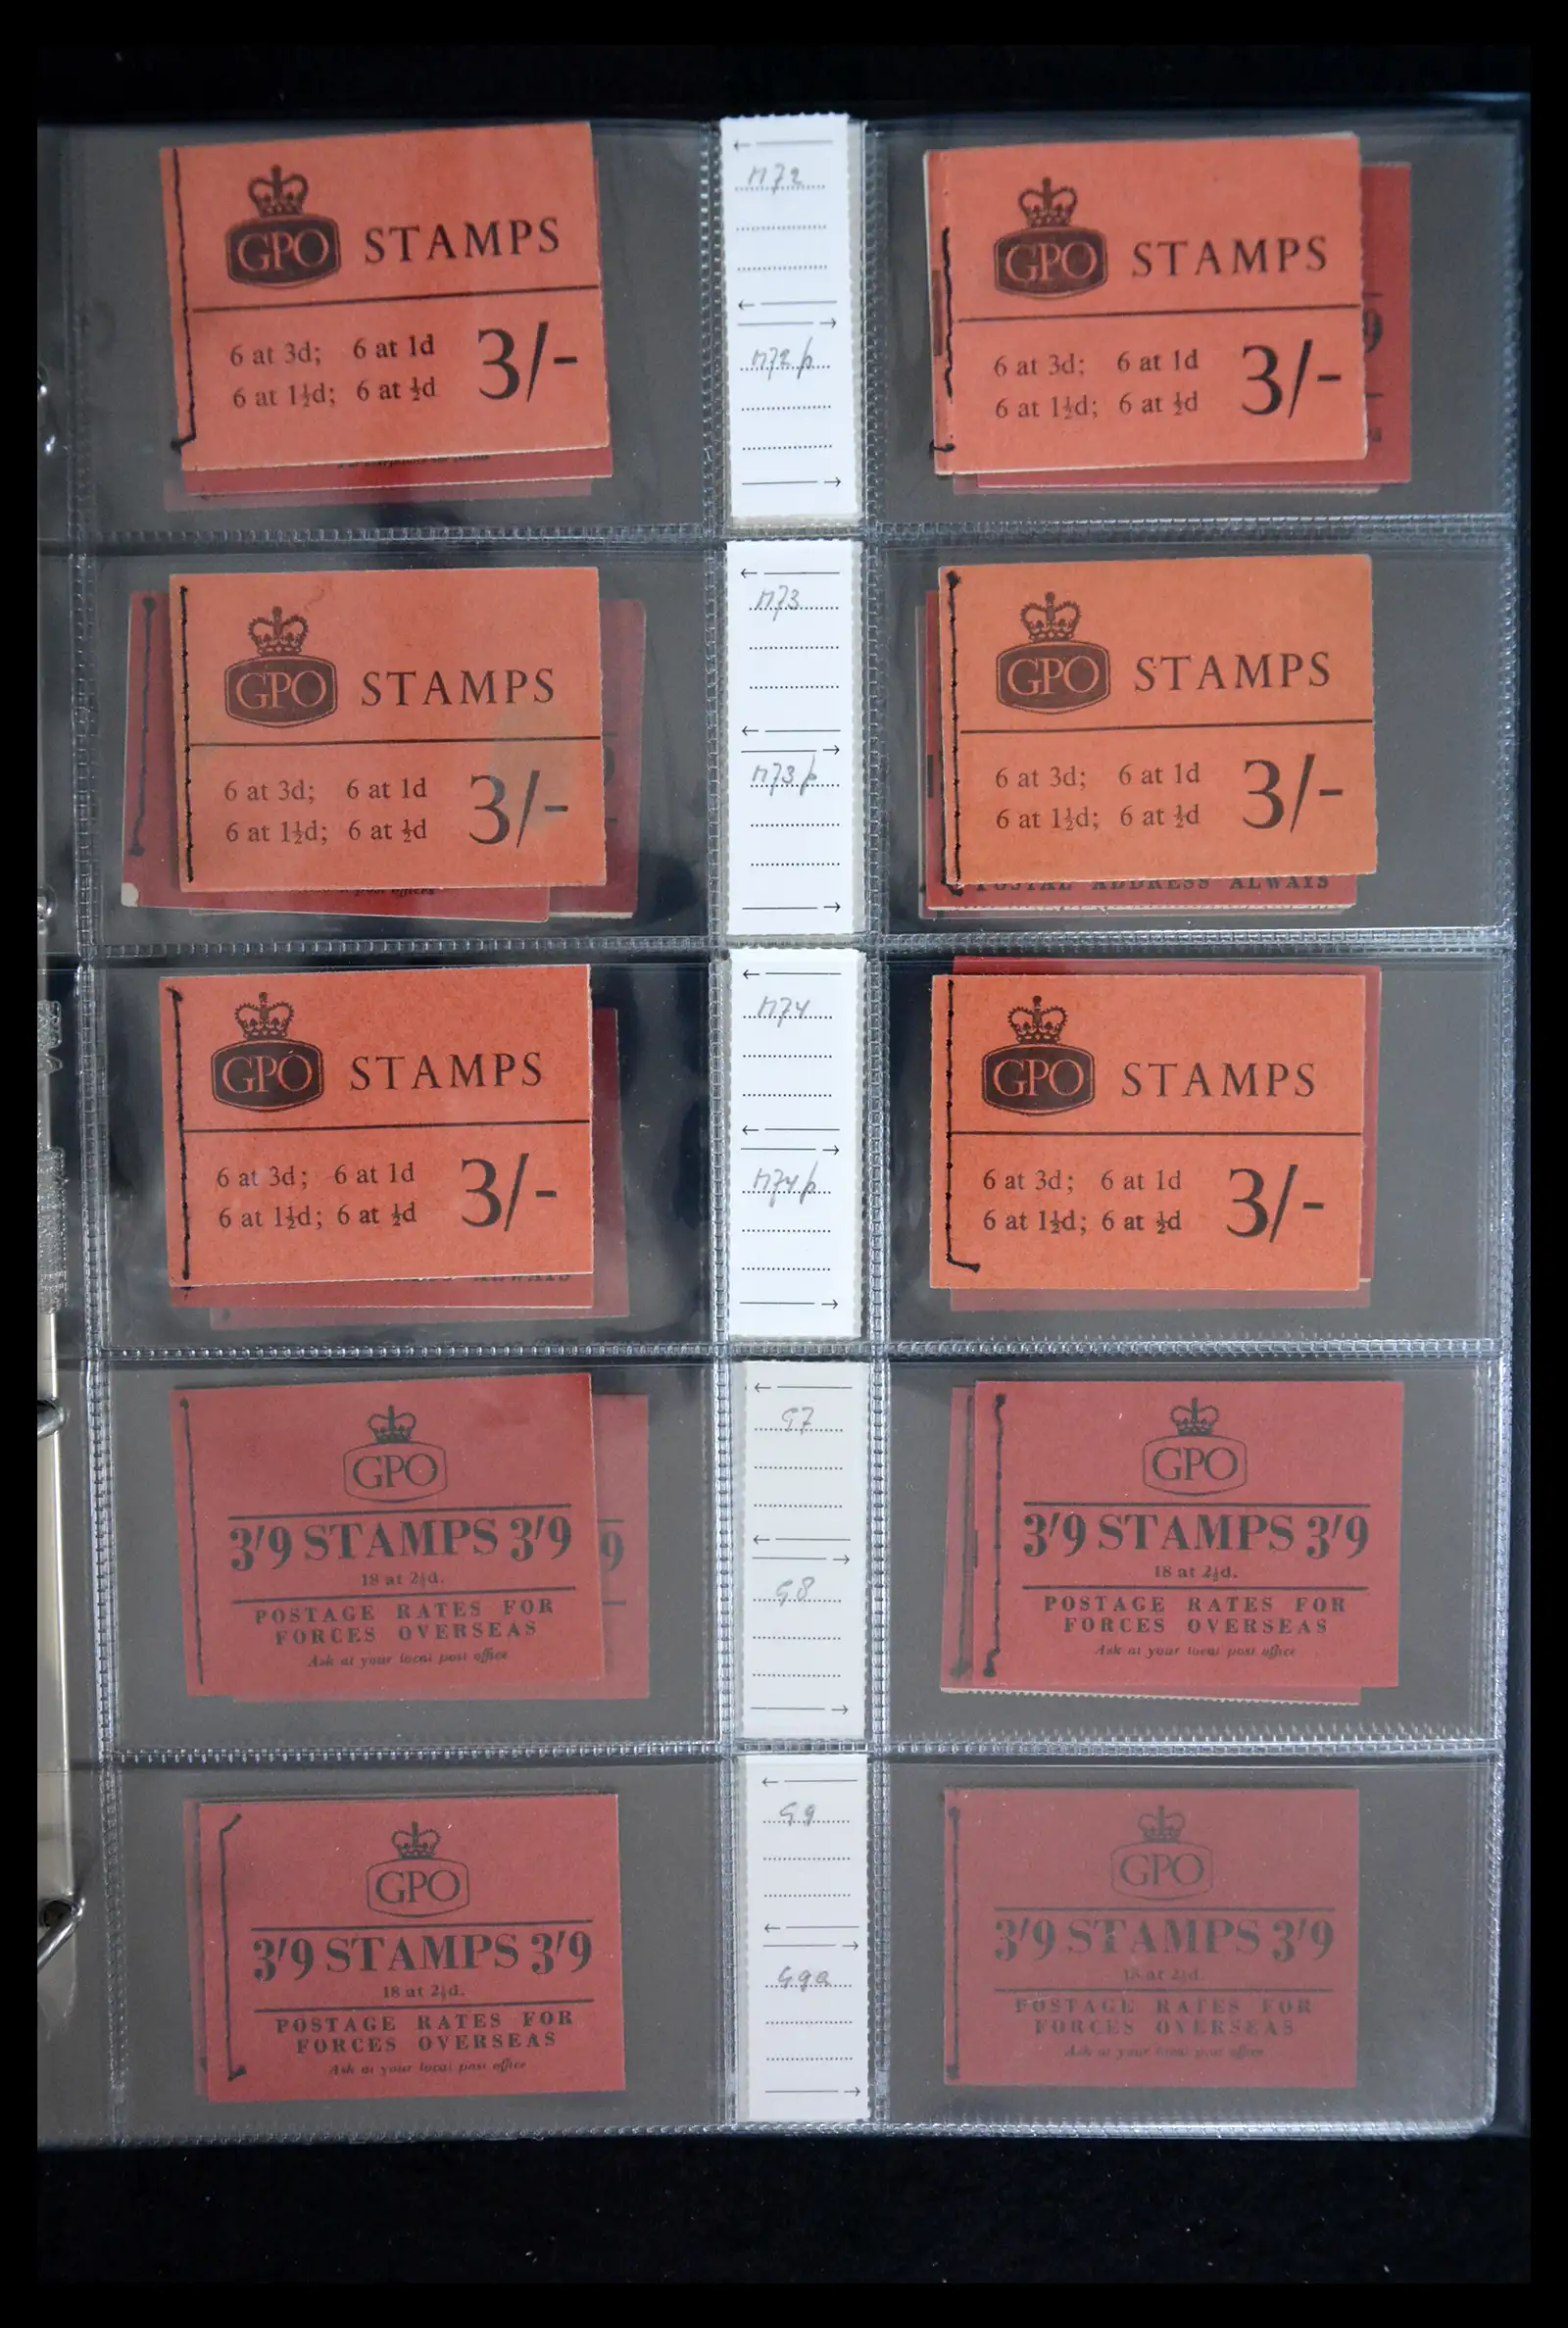 GPO STAMPS
6 at 3d; 6 at 1d
6 at 1½d; 6 at ½d
3/-
M72
M72p
GPO STAMPS
6 at 3d; 6 at 1d
6 at 1½d; 6 at ½d
3/-
GPO STAMPS
6 at 3d; 6 at 1d
6 at 1½d; 6 at ½d
3/-
at post offices
M73
M73p
GPO STAMPS
6 at 3d; 6 at 1d
6 at 1½d; 6 at ½d
3/-
POSTAL ADDRESS ALWAYS
GPO STAMPS
6 at 3d; 6 at 1d
6 at 1½d; 6 at ½d
3/-
ALWAYS
M74
M74p
GPO STAMPS
6 at 3d; 6 at 1d
6 at 1½d; 6 at ½d
3/-
GPO
3'9 STAMPS 3'9
18 at 2½d.
POSTAGE RATES FOR
FORCES OVERSEAS
Ask at your local post office
9
G7
G8
GPO
3'9 STAMPS 3'9
18 at 2½d.
POSTAGE RATES FOR
FORCES OVERSEAS
Ask at your local post office
GPO
3'9 STAMPS 3'9
18 at 2½d.
POSTAGE RATES FOR
FORCES OVERSEAS
Ask at your local post office
G9
G9a
GPO
3'9 STAMPS 3'9
18 at 2½d.
POSTAGE RATES FOR
FORCES OVERSEAS
Ask at your local post office